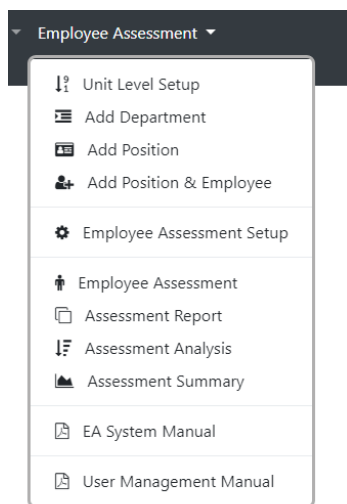 Employee Assessment
Unit Level Setup
Add Department
Add Position
Add Position & Employee
Employee Assessment Setup
Employee Assessment
Assessment Report
Assessment Analysis
Assessment Summary
EA System Manual
User Management Manual